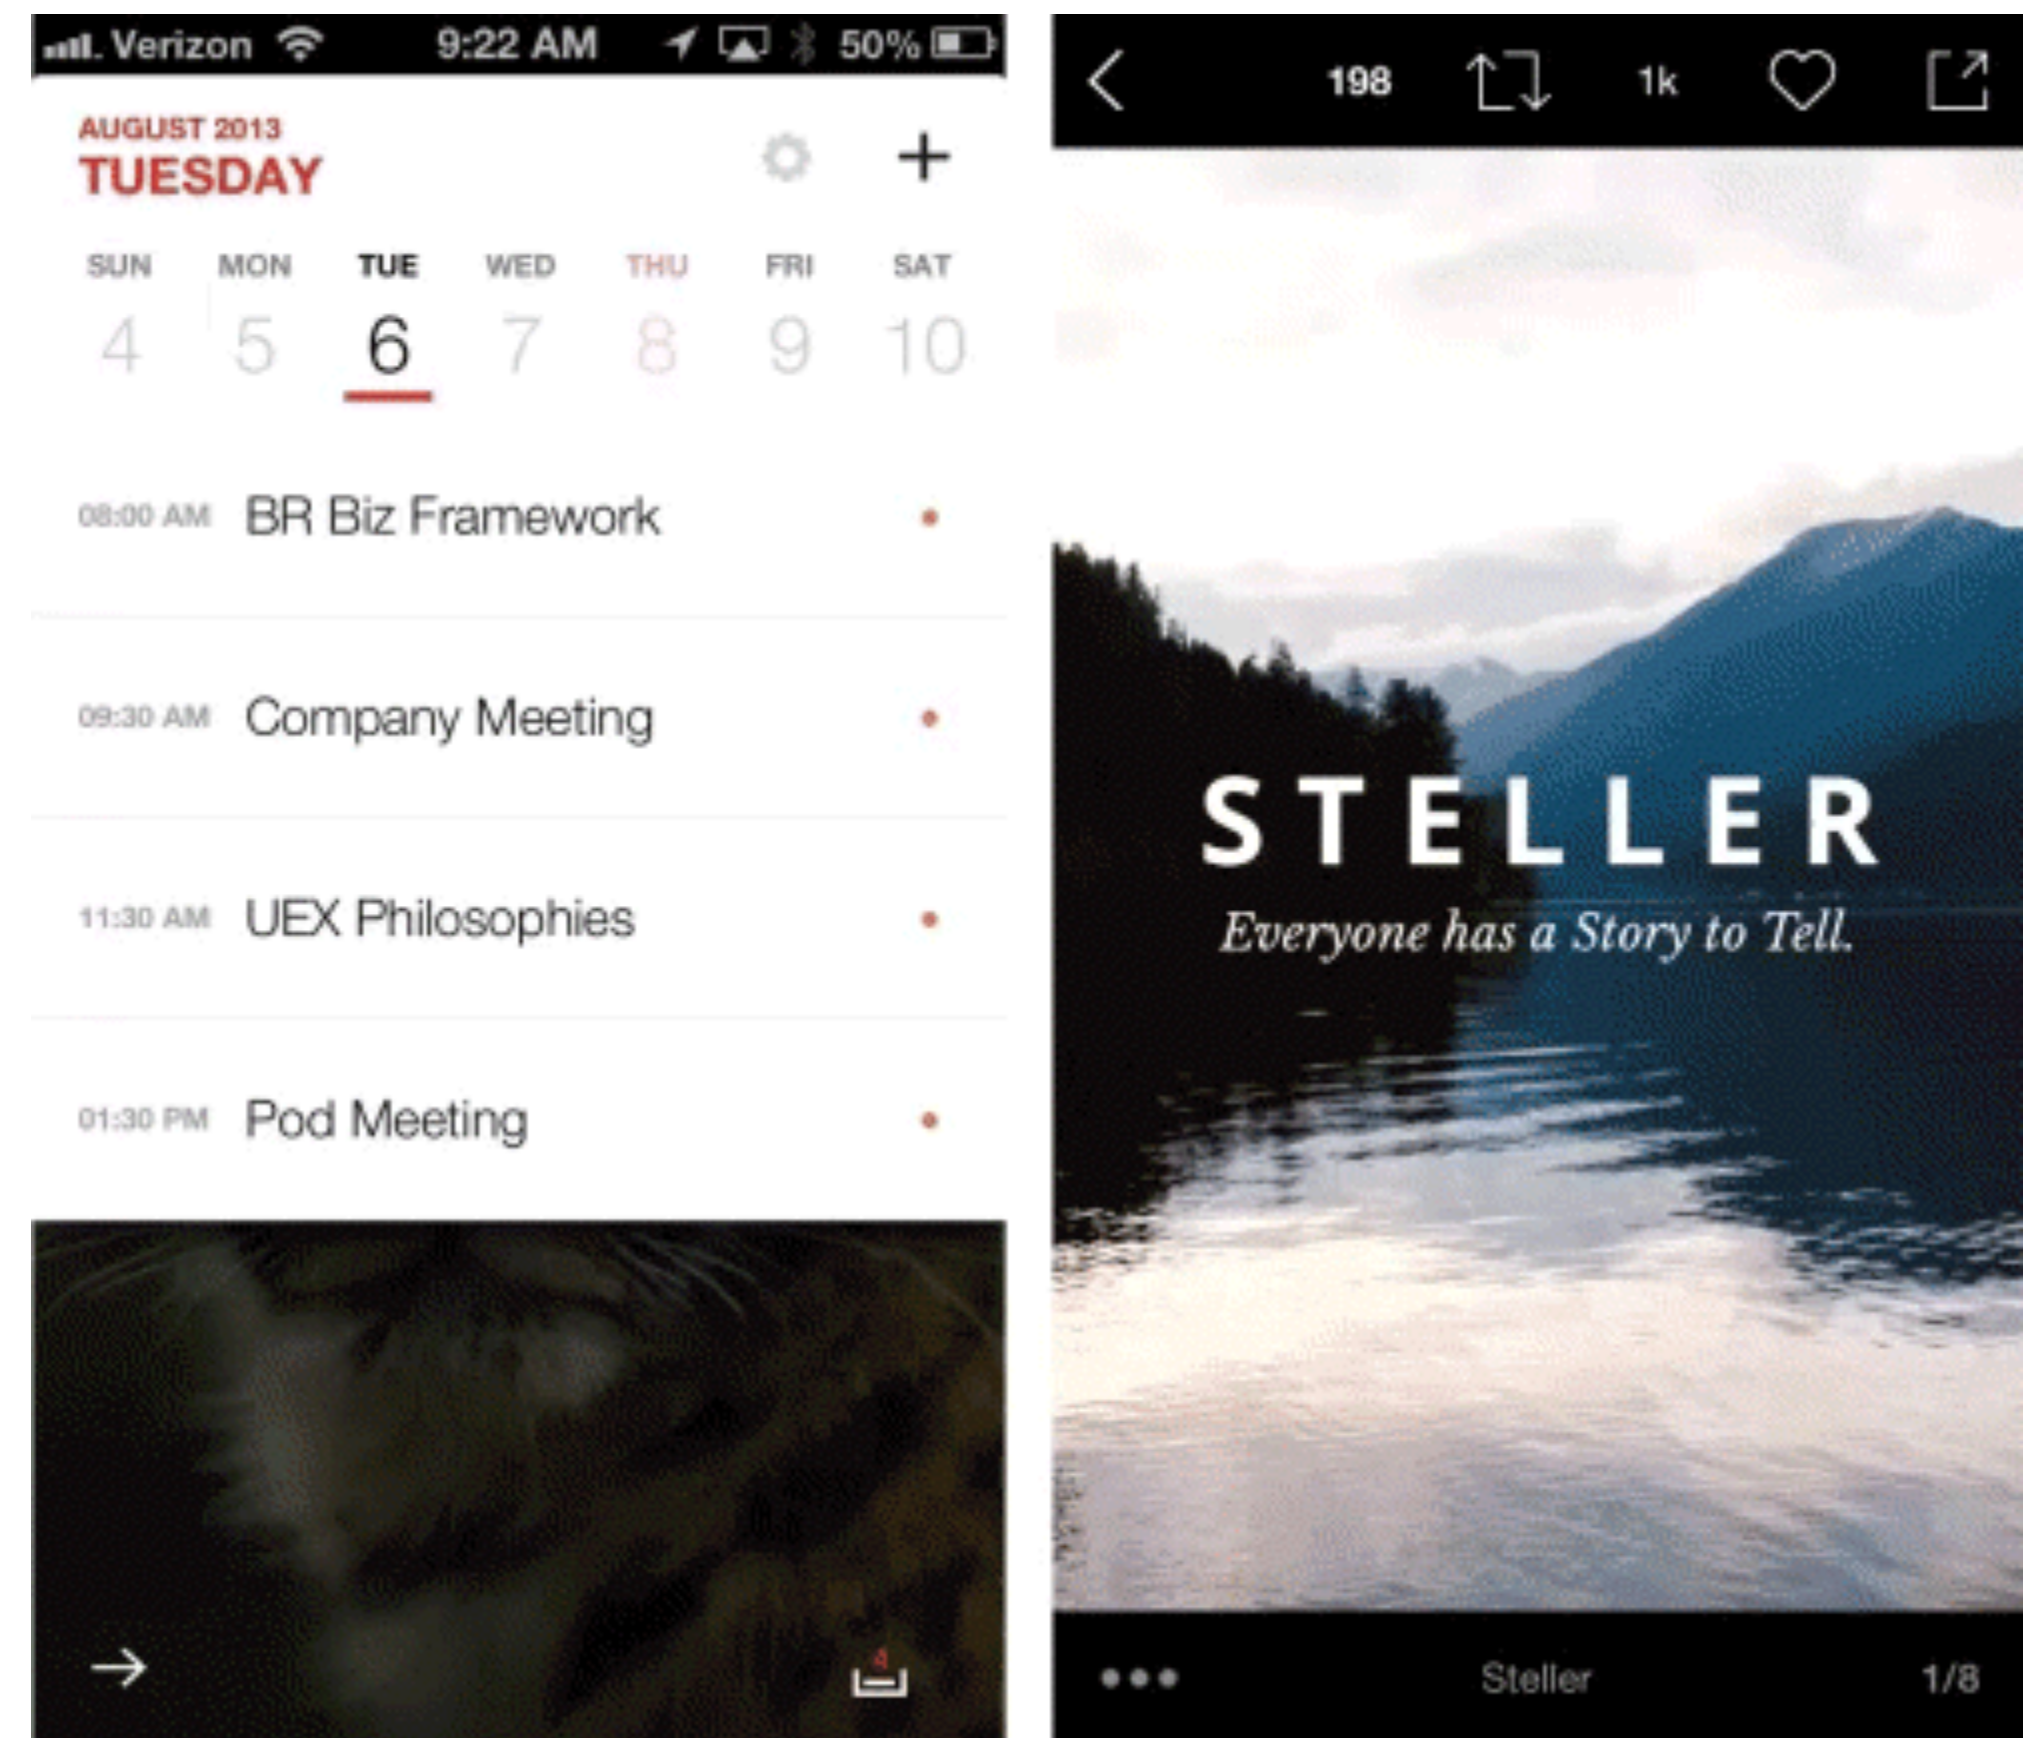 Verizon 9:22 AM 50%
AUGUST 2013
TUESDAY
SUN MON TUE WED THU FRI SAT
4 5 6 7 8 9 10
08:00 AM BR Biz Framework
09:30 AM Company Meeting
11:30 AM UEX Philosophies
01:30 PM Pod Meeting
4
198 1k
STELLER
Everyone has a Story to Tell.
Steller 1/8